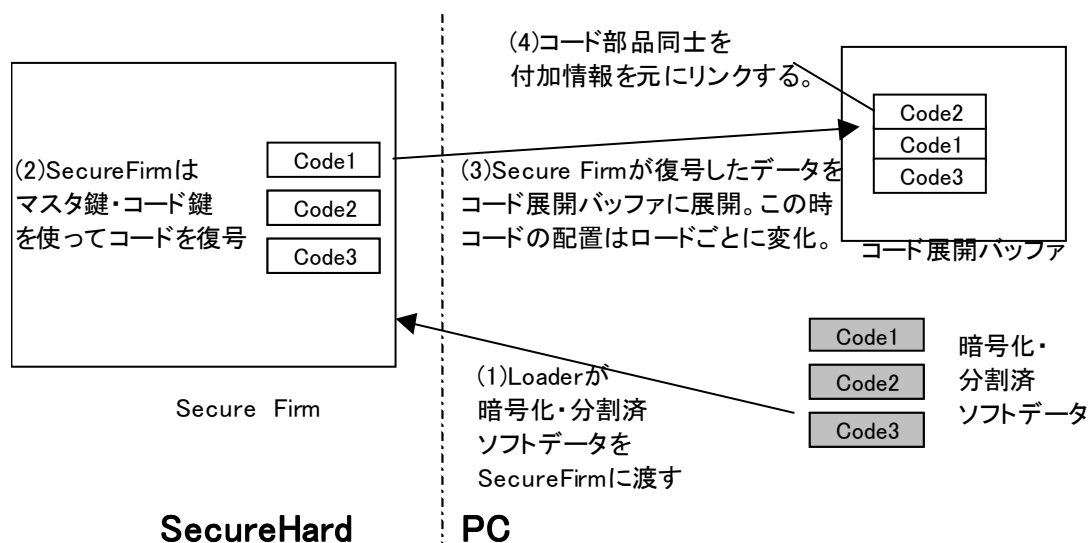 (4)コード部品同士を
付加情報を元にリンクする。
Code2
Code1
Code3
コード展開バッファ
(2)SecureFirmは
マスタ鍵・コード鍵
を使ってコードを復号
Code1
Code2
Code3
(3)Secure Firmが復号したデータを
コード展開バッファに展開。この時
コードの配置はロードごとに変化。
(1)Loaderが
暗号化・分割済
ソフトデータを
SecureFirmに渡す
Code1
Code2
Code3
暗号化・
分割済
ソフトデータ
Secure Firm
SecureHard
PC